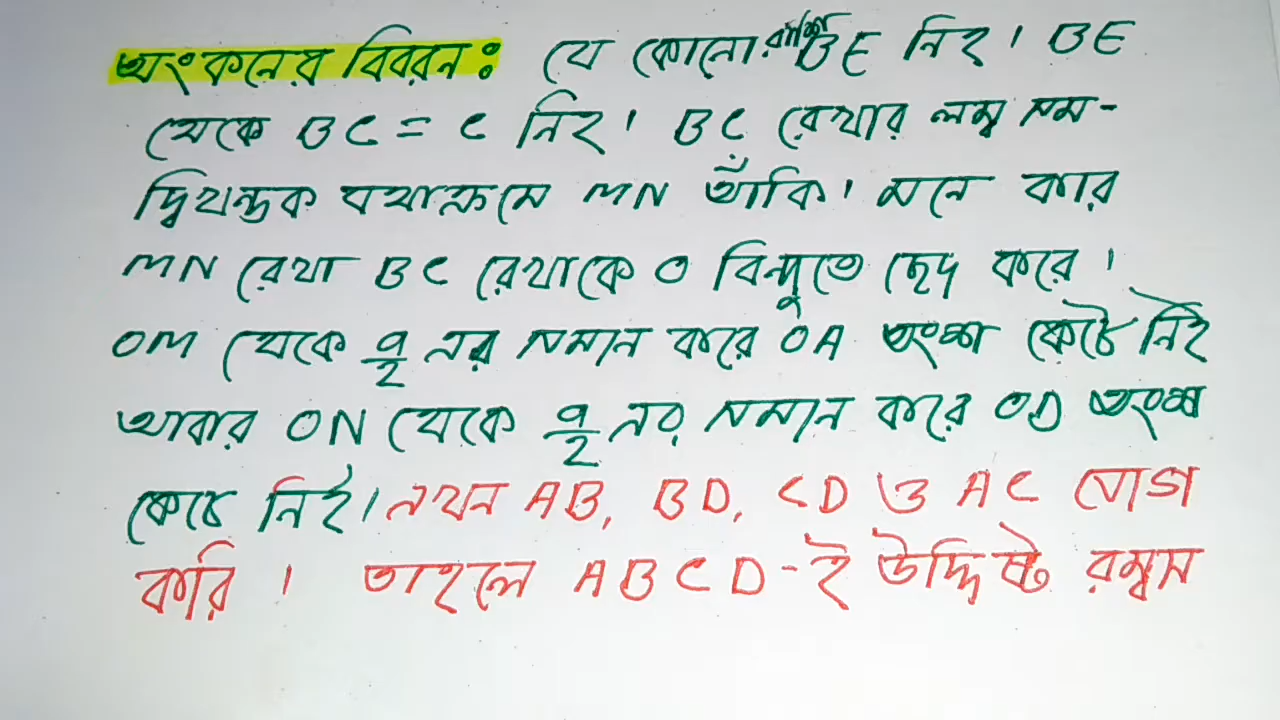 অংকনের বিবরন: যে কোনো রাশি BE নিই। BE
থেকে BC = c নিই। BC রেখার লম্ব সম-
দ্বিখন্ডক যথাক্রমে MN আঁকি। মনে করি
MN রেখা BC রেখাকে O বিন্দুতে ছেদ করে।
OM থেকে a/2 এর সমান করে OA অংশ কেটে নিই
আবার ON থেকে a/2 এর সমান করে OD অংশ
কেটে নিই। এখন AB, BD, CD ও AC যোগ
করি। তাহলে ABCD-ই উদ্দিষ্ট রম্বস